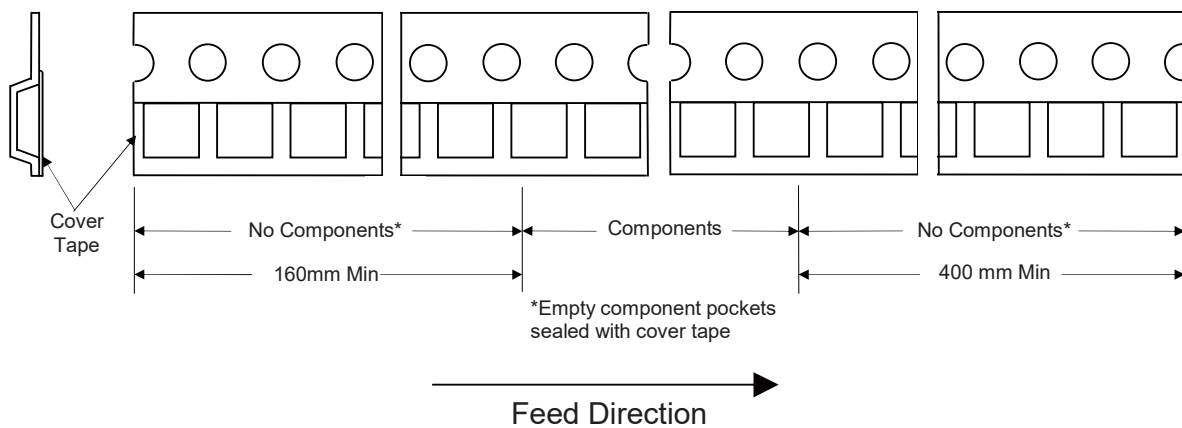 Cover
Tape
No Components*
Components
No Components*
160mm Min
400 mm Min
*Empty component pockets
sealed with cover tape
Feed Direction